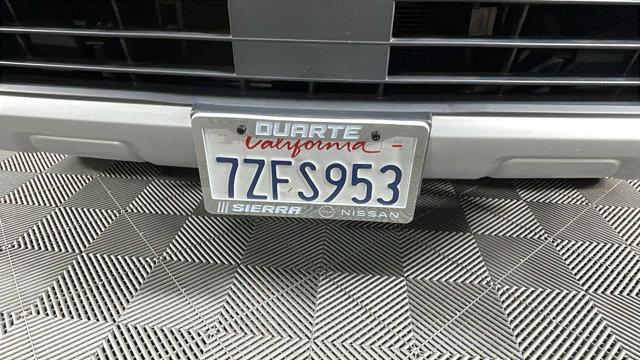 DUARTE
California
7ZFS953
SIERRA NISSAN